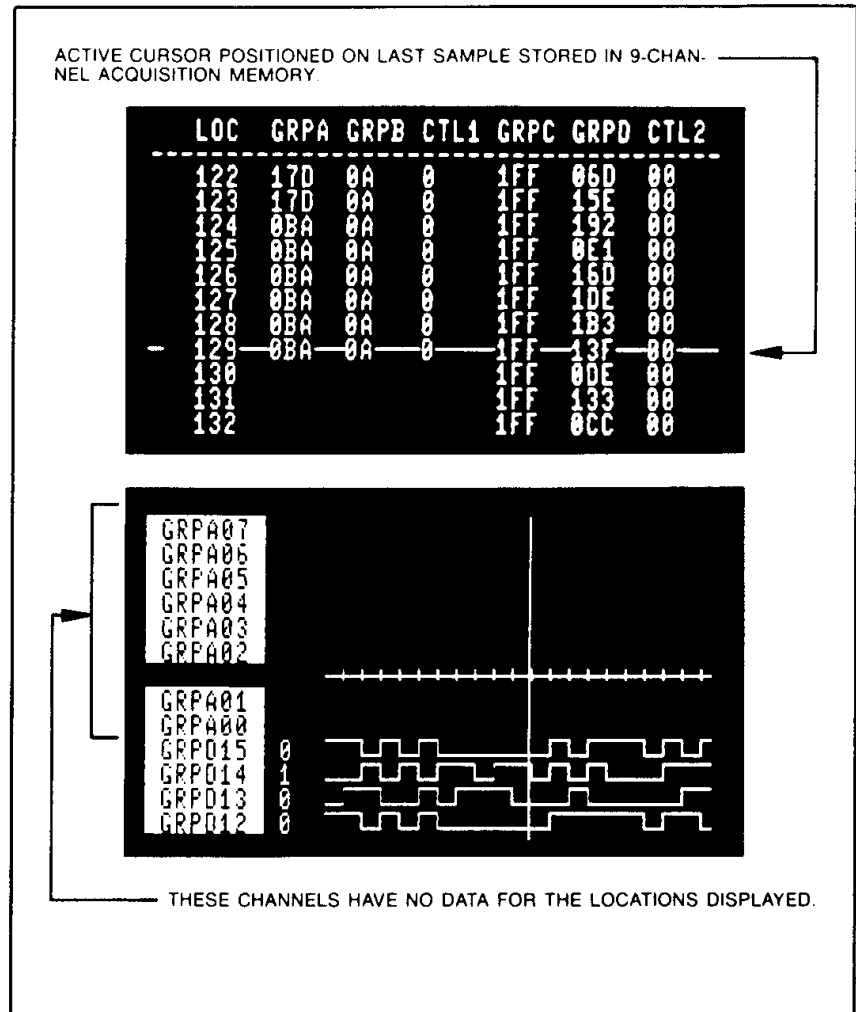 ACTIVE CURSOR POSITIONED ON LAST SAMPLE STORED IN 9-CHAN-
NEL ACQUISITION MEMORY.
LOC GRPA GRPB CTL1 GRPC GRPD CTL2
122 17D 0A 0 1FF 06D 00
123 17D 0A 0 1FF 15E 00
124 0BA 0A 0 1FF 192 00
125 0BA 0A 0 1FF 0E1 00
126 0BA 0A 0 1FF 16D 00
127 0BA 0A 0 1FF 1DE 00
128 0BA 0A 0 1FF 1B3 00
129 0BA 0A 0 1FF 13F 00
130 1FF 0DE 00
131 1FF 133 00
132 1FF 0CC 00
GRPA07
GRPA06
GRPA05
GRPA04
GRPA03
GRPA02
GRPA01
GRPA00
GRPD15 0
GRPD14 1
GRPD13 0
GRPD12 0
THESE CHANNELS HAVE NO DATA FOR THE LOCATIONS DISPLAYED.